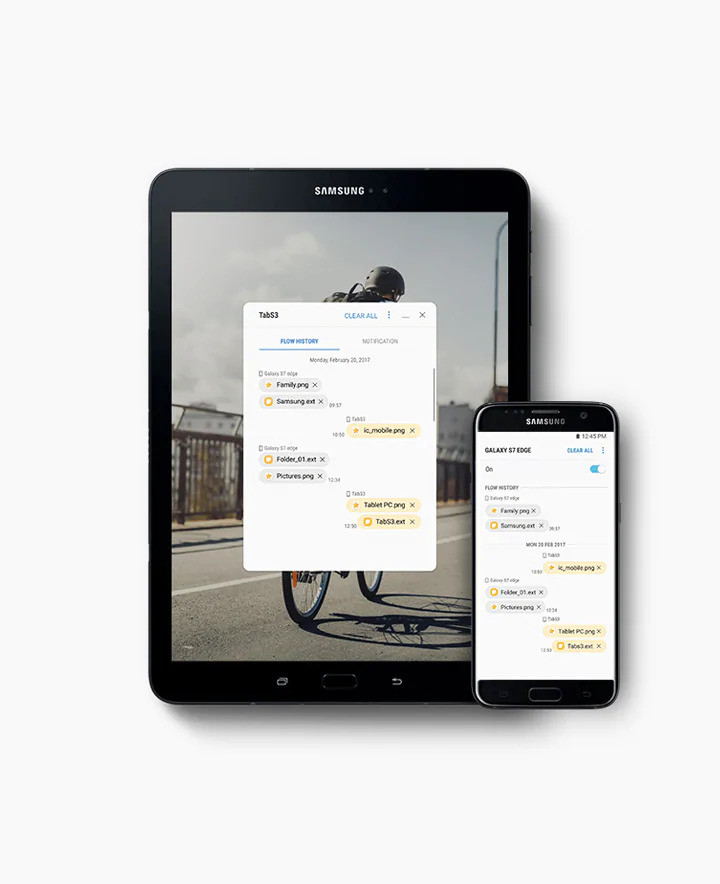 SAMSUNG
TabS3
CLEAR ALL
FLOW HISTORY
NOTIFICATION
Monday, February 20, 2017
Galaxy S7 edge
Family.png
Samsung.ext
09:57
TabS3
10:50
ic_mobile.png
Galaxy S7 edge
Folder_01.ext
Pictures.png
12:34
TabS3
Tablet PC.png
12:50
TabS3.ext
SAMSUNG
12:45 PM
GALAXY S7 EDGE
CLEAR ALL
On
FLOW HISTORY
Galaxy S7 edge
Family.png
Samsung.ext
09:57
MON 20 FEB 2017
TabS3
10:50
ic_mobile.png
Galaxy S7 edge
Folder_01.ext
Pictures.png
12:34
TabS3
Tablet PC.png
12:50
Tabs3.ext